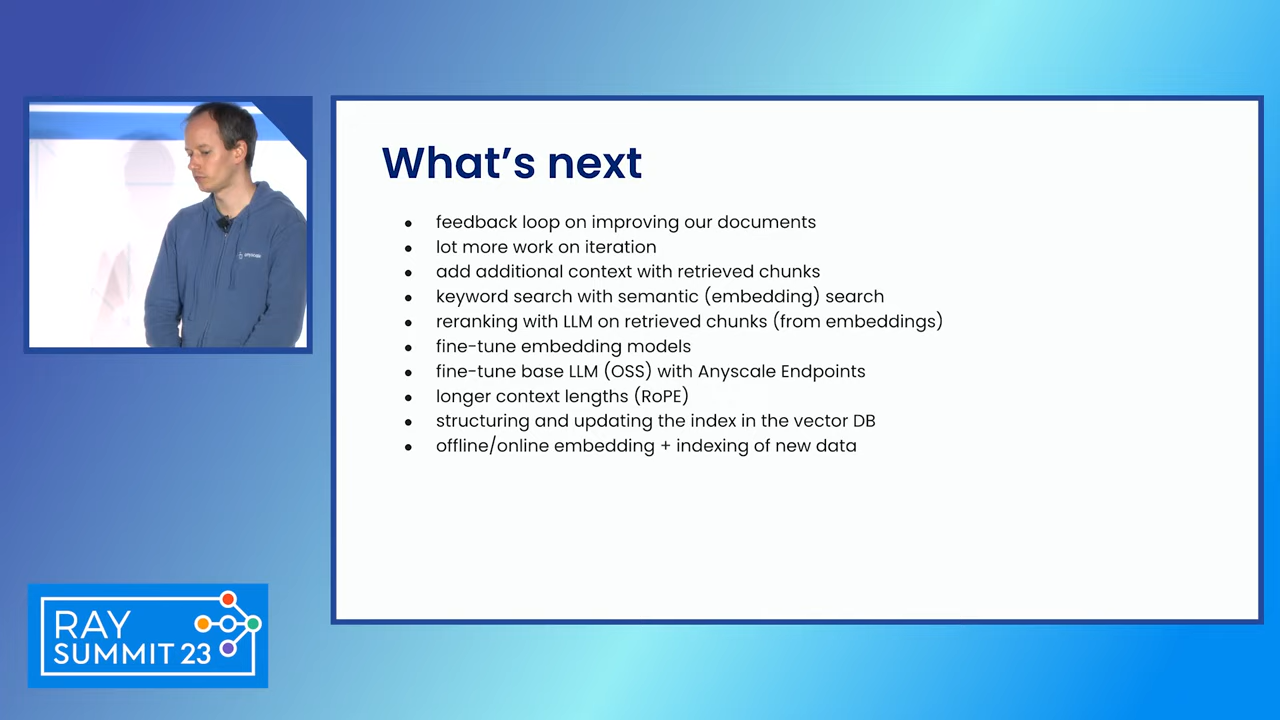 What's next
• feedback loop on improving our documents
• lot more work on iteration
• add additional context with retrieved chunks
• keyword search with semantic (embedding) search
• reranking with LLM on retrieved chunks (from embeddings)
• fine-tune embedding models
• fine-tune base LLM (OSS) with Anyscale Endpoints
• longer context lengths (RoPE)
• structuring and updating the index in the vector DB
• offline/online embedding + indexing of new data
RAY
SUMMIT 23